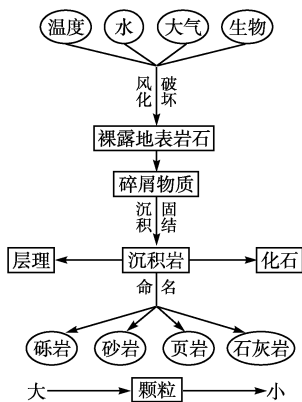 温度 水 大气 生物
风化 破坏
裸露地表岩石
碎屑物质
沉积 固结
层理 沉积岩 化石
命名
砾岩 砂岩 页岩 石灰岩
大 颗粒 小